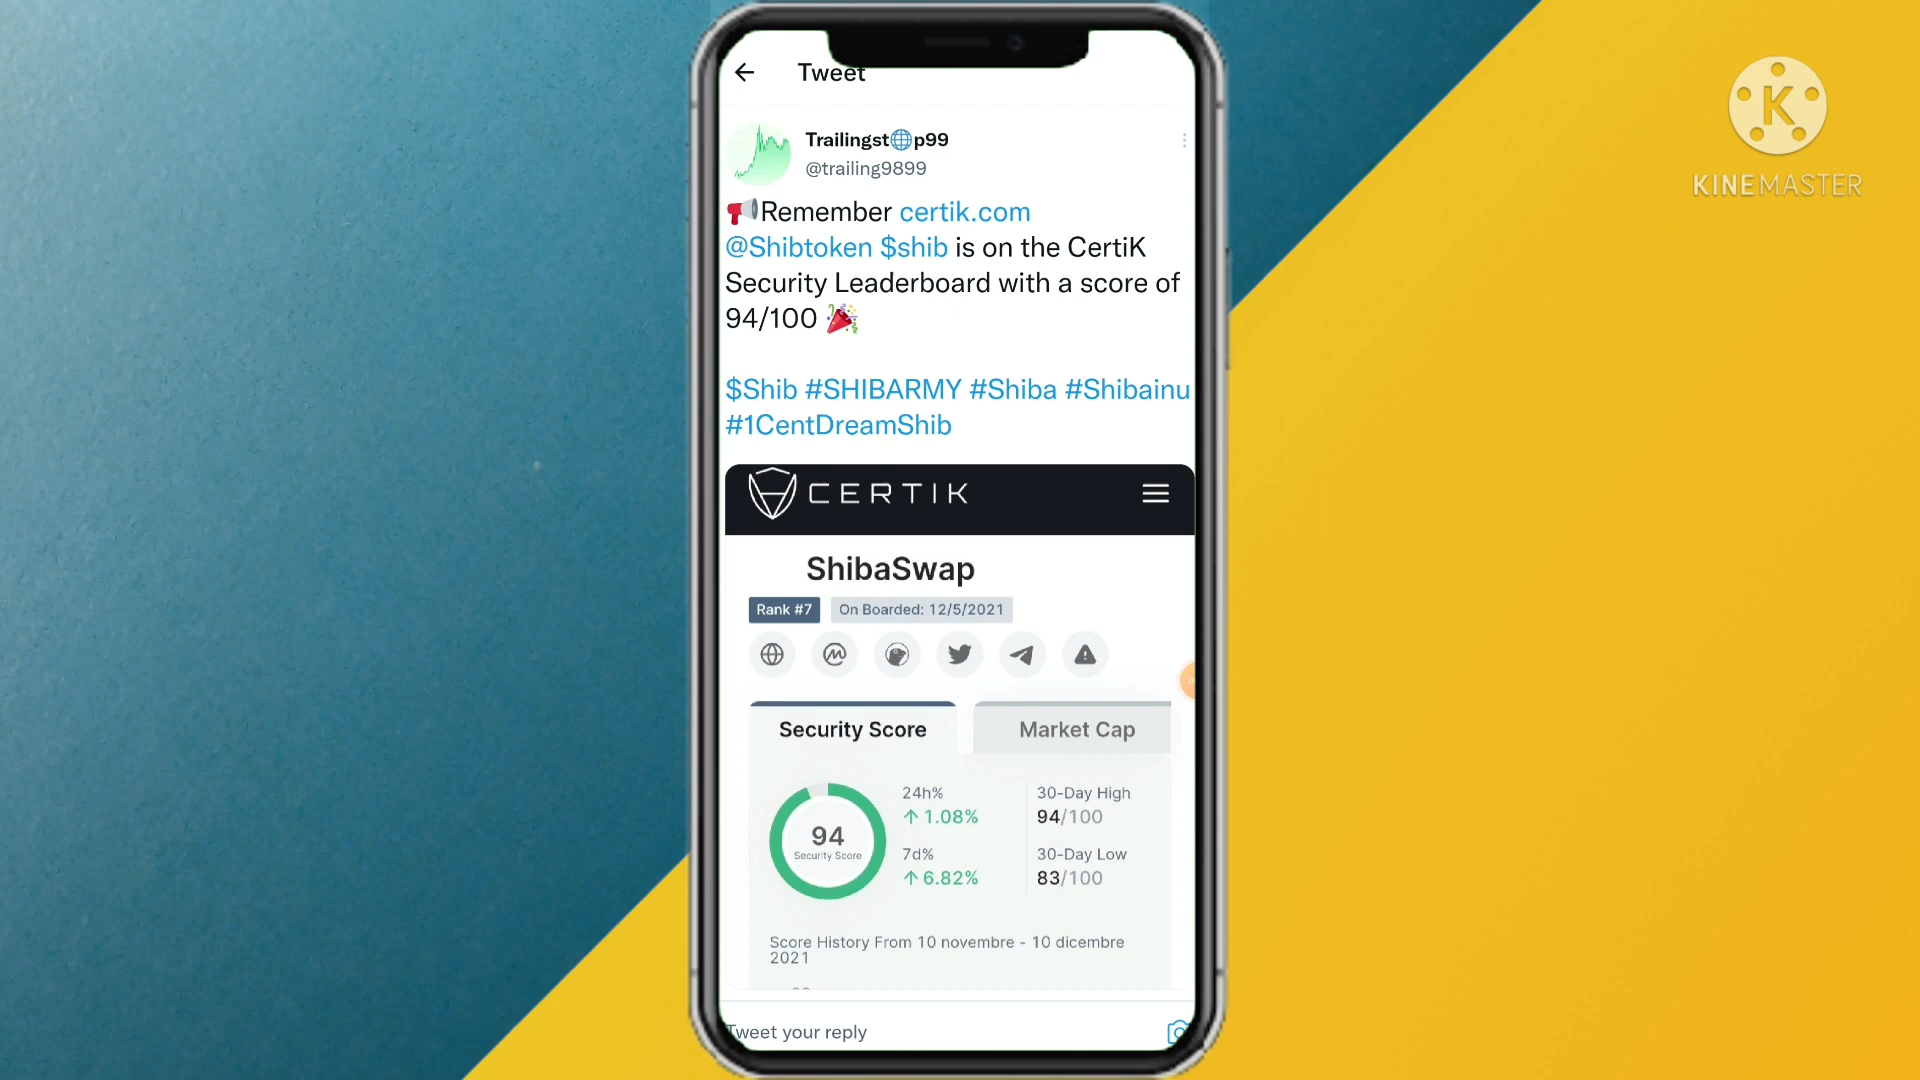 Tweet
Trailingst🌐p99
@trailing9899
📢Remember certik.com
@Shibtoken $shib is on the CertiK
Security Leaderboard with a score of
94/100 🎉
$Shib #SHIBARMY #Shiba #Shibainu
#1CentDreamShib
CERTIK
ShibaSwap
Rank #7
On Boarded: 12/5/2021
Security Score
Market Cap
94
Security Score
24h%
↑ 1.08%
7d%
↑ 6.82%
30-Day High
94/100
30-Day Low
83/100
Score History From 10 novembre - 10 dicembre
2021
Tweet your reply
K
KINEMASTER